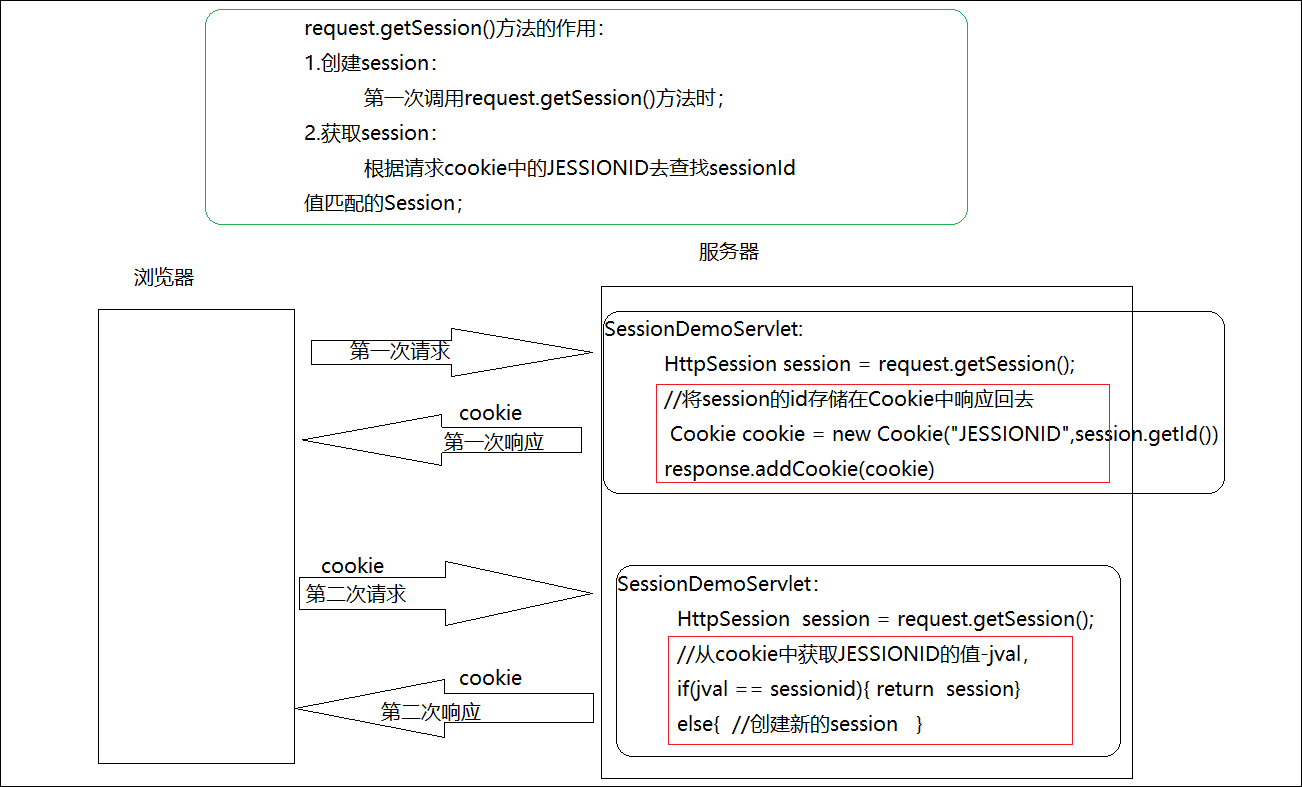 request.getSession()方法的作用：
1.创建session：
第一次调用request.getSession()方法时；
2.获取session：
根据请求cookie中的JESSIONID去查找sessionId
值匹配的Session；
服务器
浏览器
SessionDemoServlet:
第一次请求
HttpSession session = request.getSession();
//将session的id存储在Cookie中响应回去
cookie
Cookie cookie = new Cookie("JESSIONID",session.getId())
第一次响应
response.addCookie(cookie)
cookie
第二次请求
SessionDemoServlet：
HttpSession  session = request.getSession();
//从cookie中获取JESSIONID的值-jval，
cookie
if(jval == sessionid){ return  session}
第二次响应
else{  //创建新的session   }